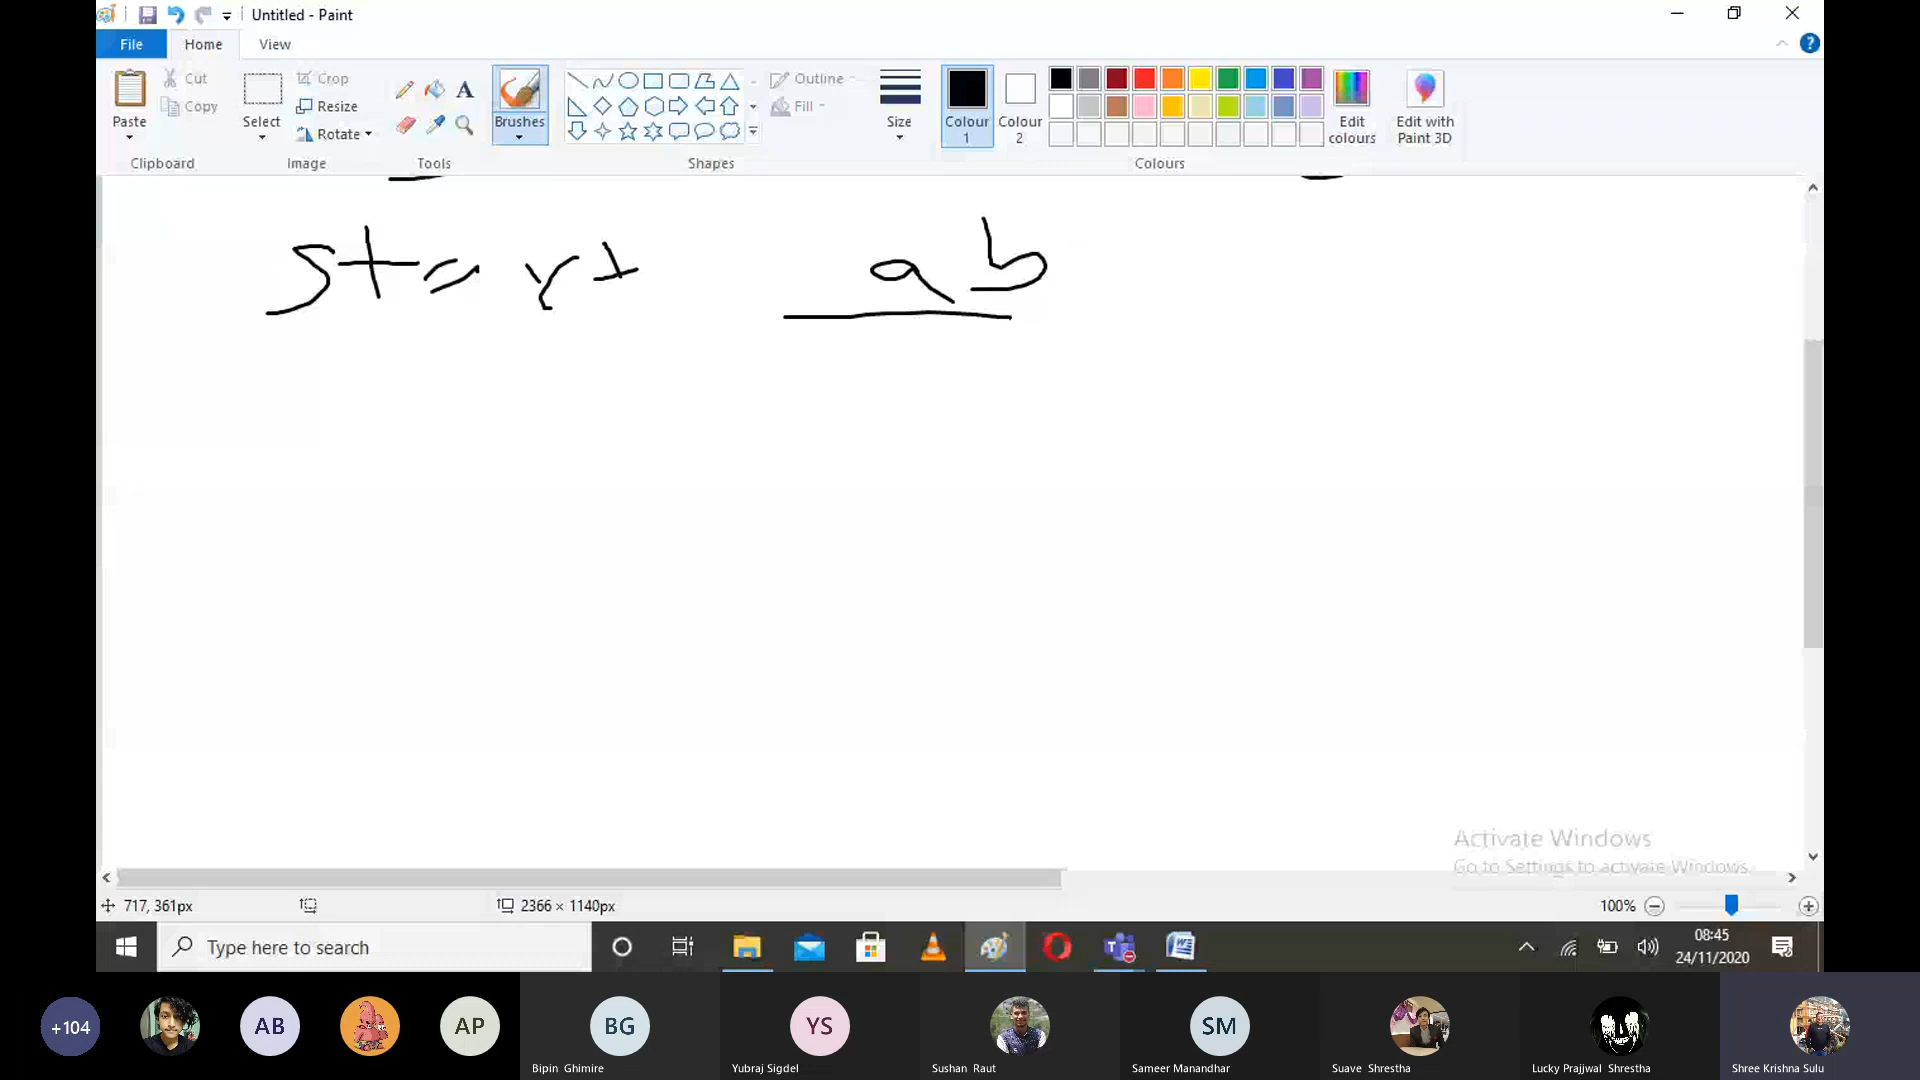 Untitled - Paint
File Home View
Paste Cut Copy Select Crop Resize Rotate Brushes Outline Fill Size Colour 1 Colour 2 Edit colours Edit with Paint 3D
A
?
Clipboard Image Tools Shapes Colours
st= rt ab
Activate Windows
Go to Settings to activate Windows.
717, 361px 2366 × 1140px 100%
Type here to search
08:45
24/11/2020
+104 AB AP BG YS SM
Bipin Ghimire Yubraj Sigdel Sushan Raut Sameer Manandhar Suave Shrestha Lucky Prajjwal Shrestha Shree Krishna Sulu